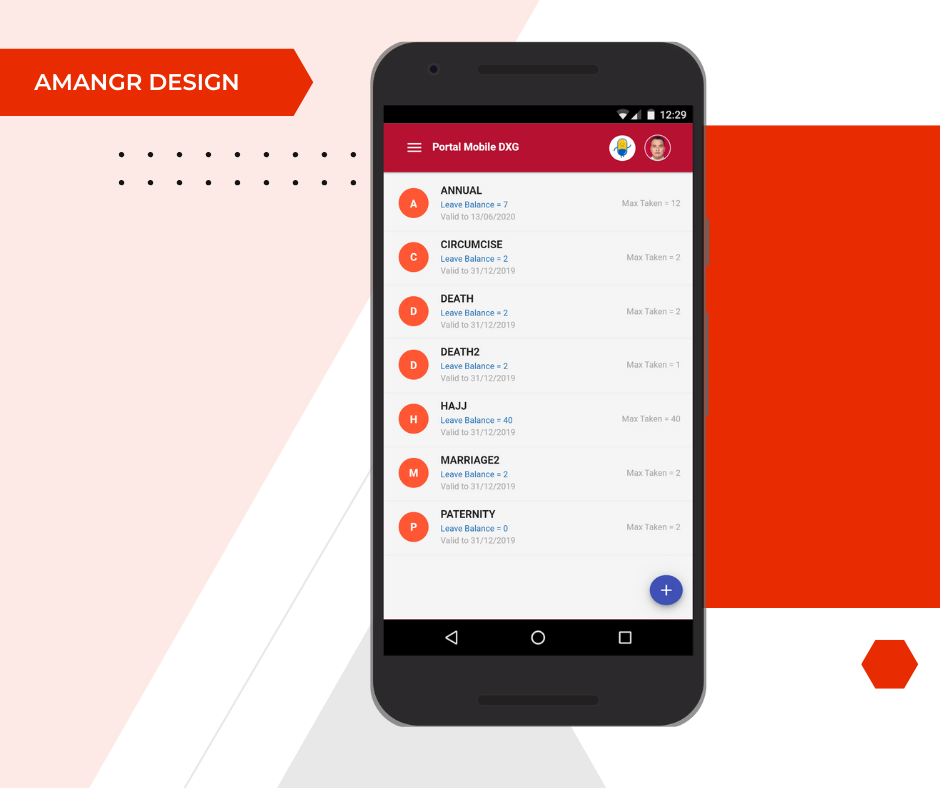 AMANGR DESIGN
12:29
Portal Mobile DXG
A
ANNUAL
Leave Balance = 7
Valid to 13/06/2020
Max Taken = 12
C
CIRCUMCISE
Leave Balance = 2
Valid to 31/12/2019
Max Taken = 2
D
DEATH
Leave Balance = 2
Valid to 31/12/2019
Max Taken = 2
D
DEATH2
Leave Balance = 2
Valid to 31/12/2019
Max Taken = 1
H
HAJJ
Leave Balance = 40
Valid to 31/12/2019
Max Taken = 40
M
MARRIAGE2
Leave Balance = 2
Valid to 31/12/2019
Max Taken = 2
P
PATERNITY
Leave Balance = 0
Valid to 31/12/2019
Max Taken = 2
+